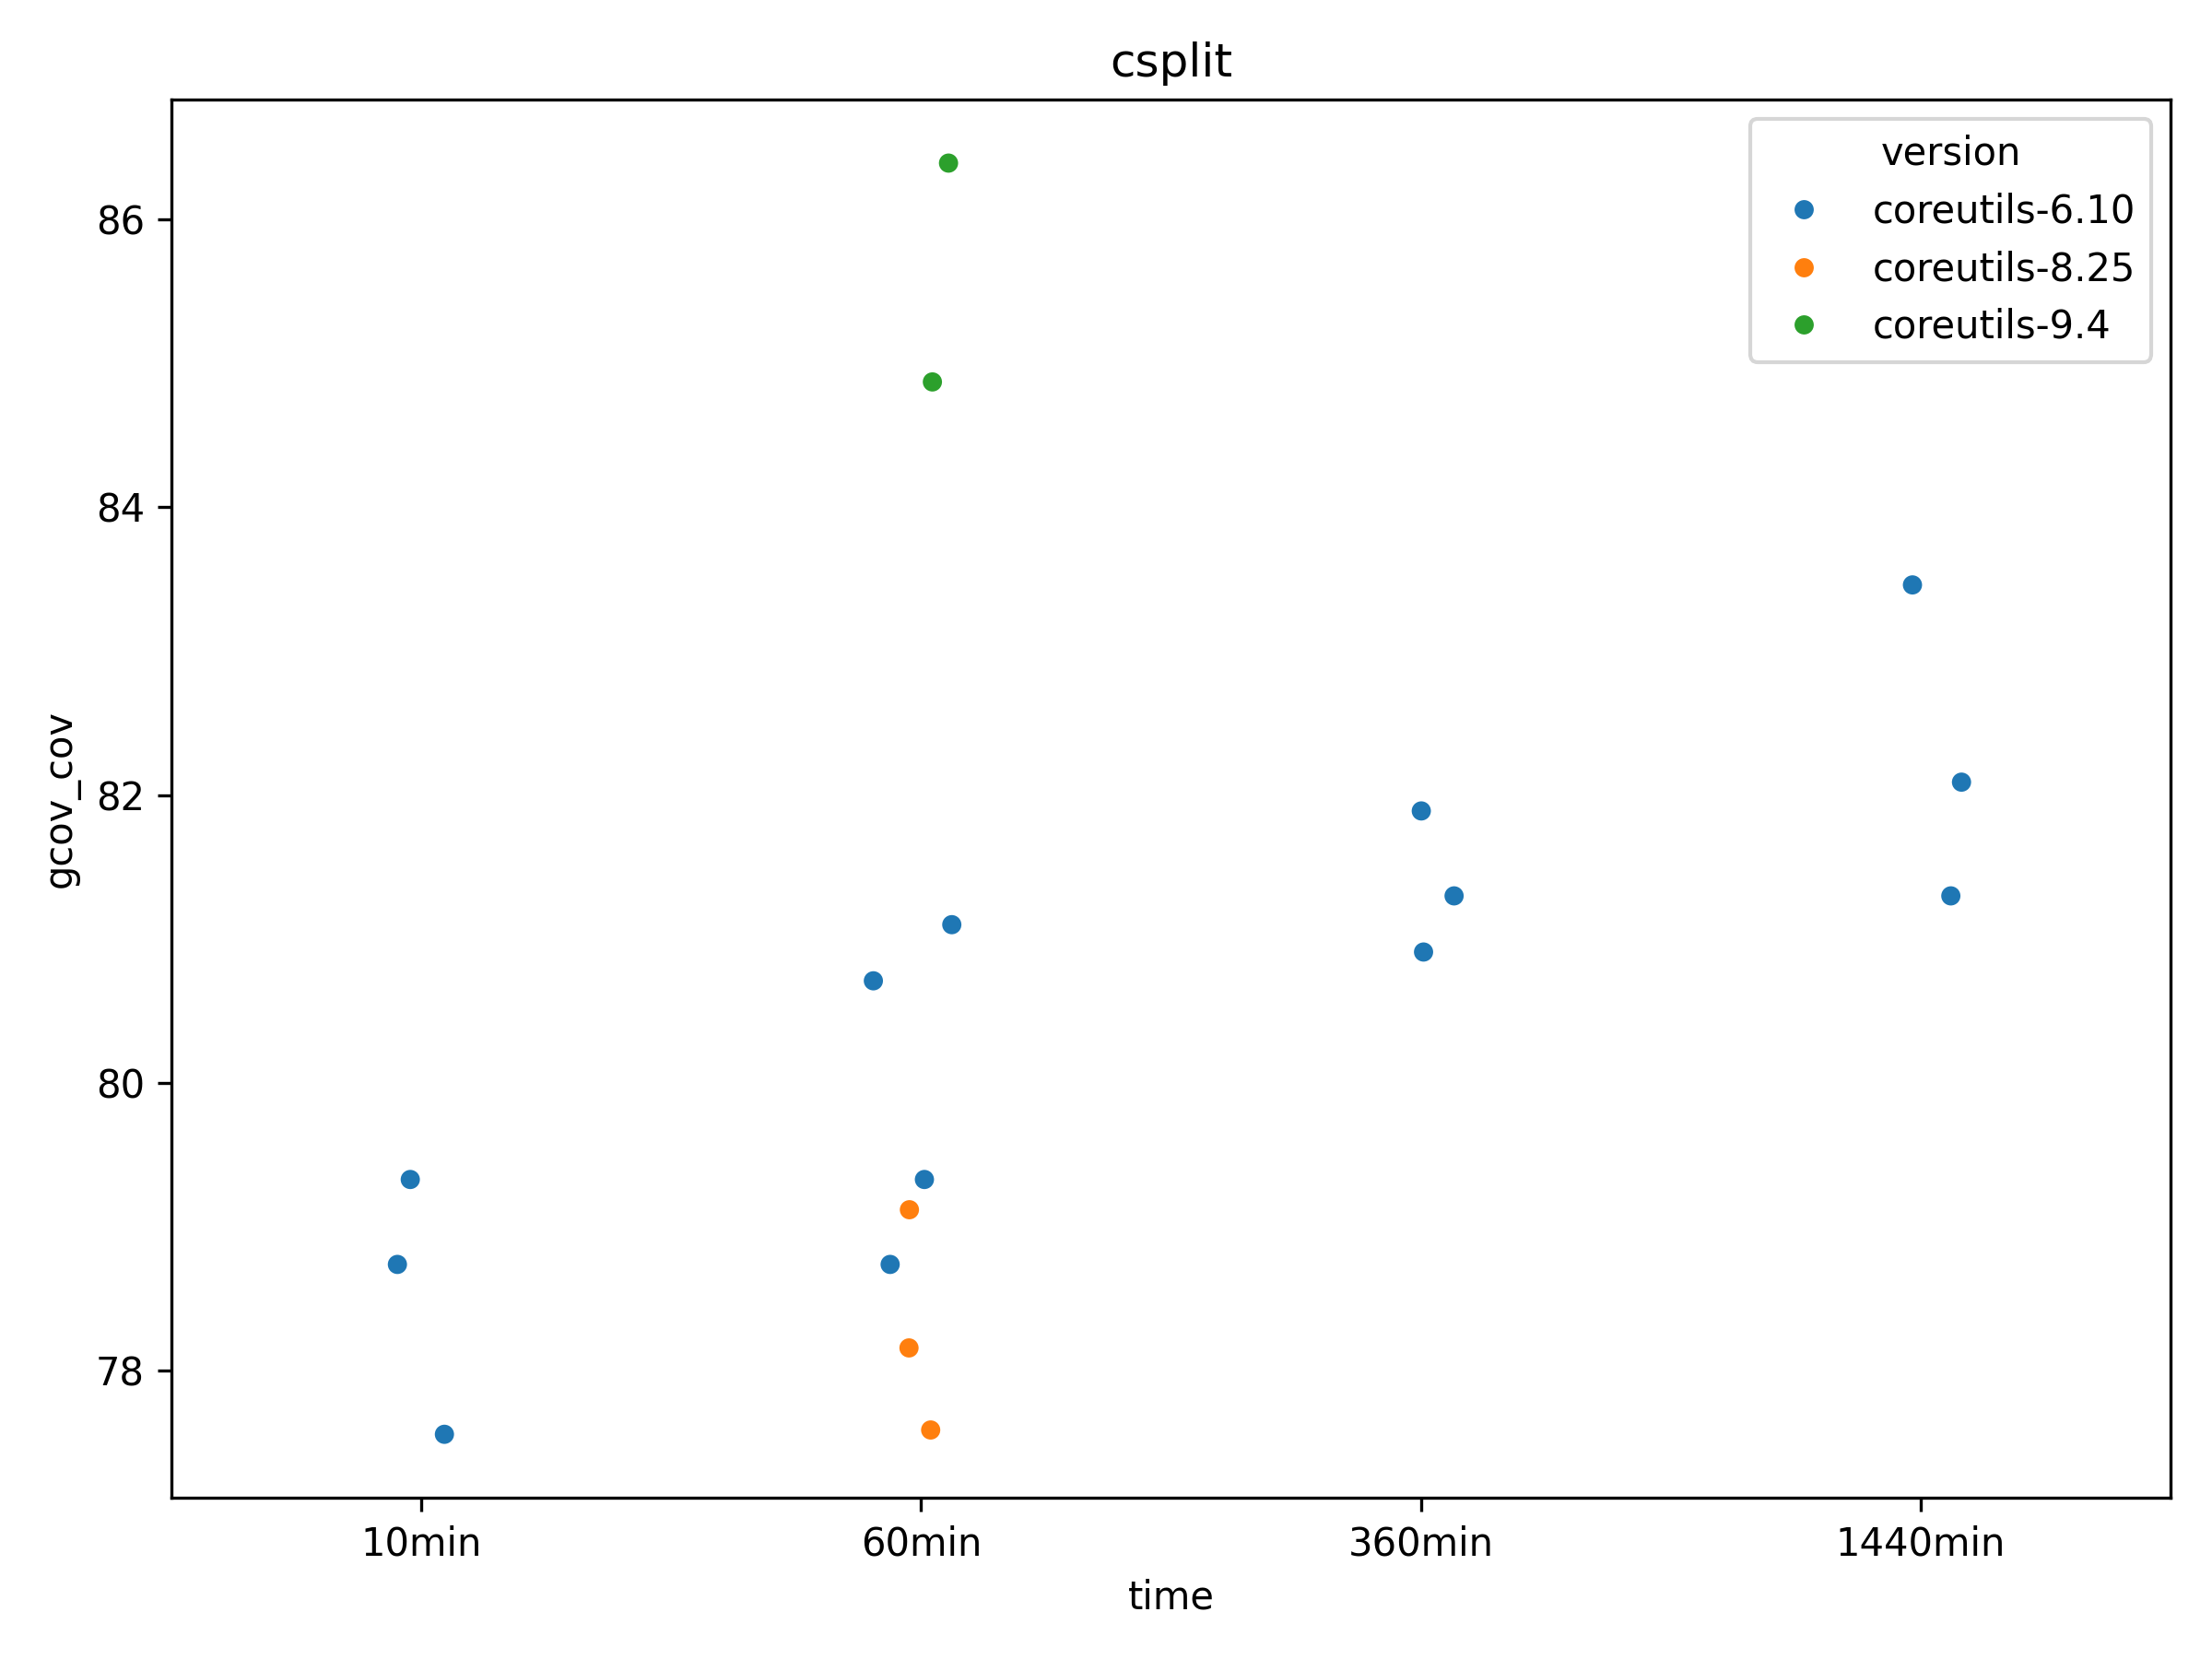 csplit
version
coreutils-6.10
coreutils-8.25
coreutils-9.4
gcov_cov
86
84
82
80
78
10min
60min
360min
1440min
time